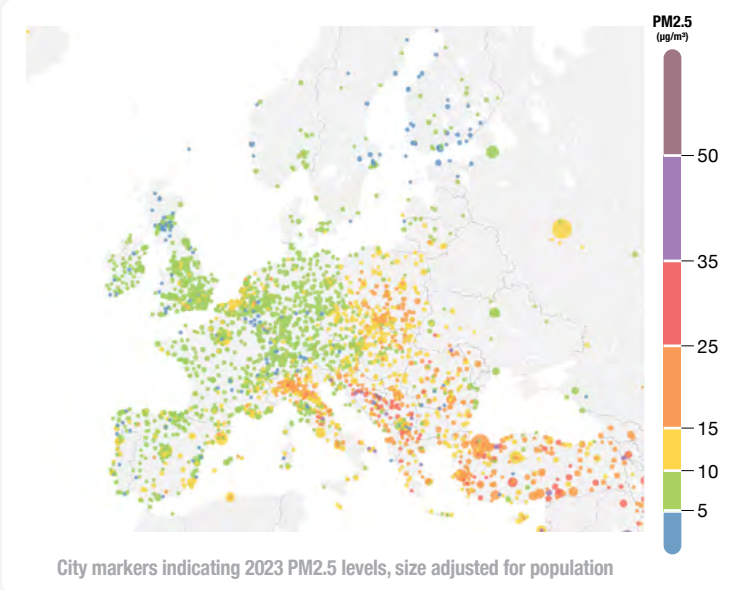 PM2.5
(µg/m³)
50
35
25
15
10
5
City markers indicating 2023 PM2.5 levels, size adjusted for population